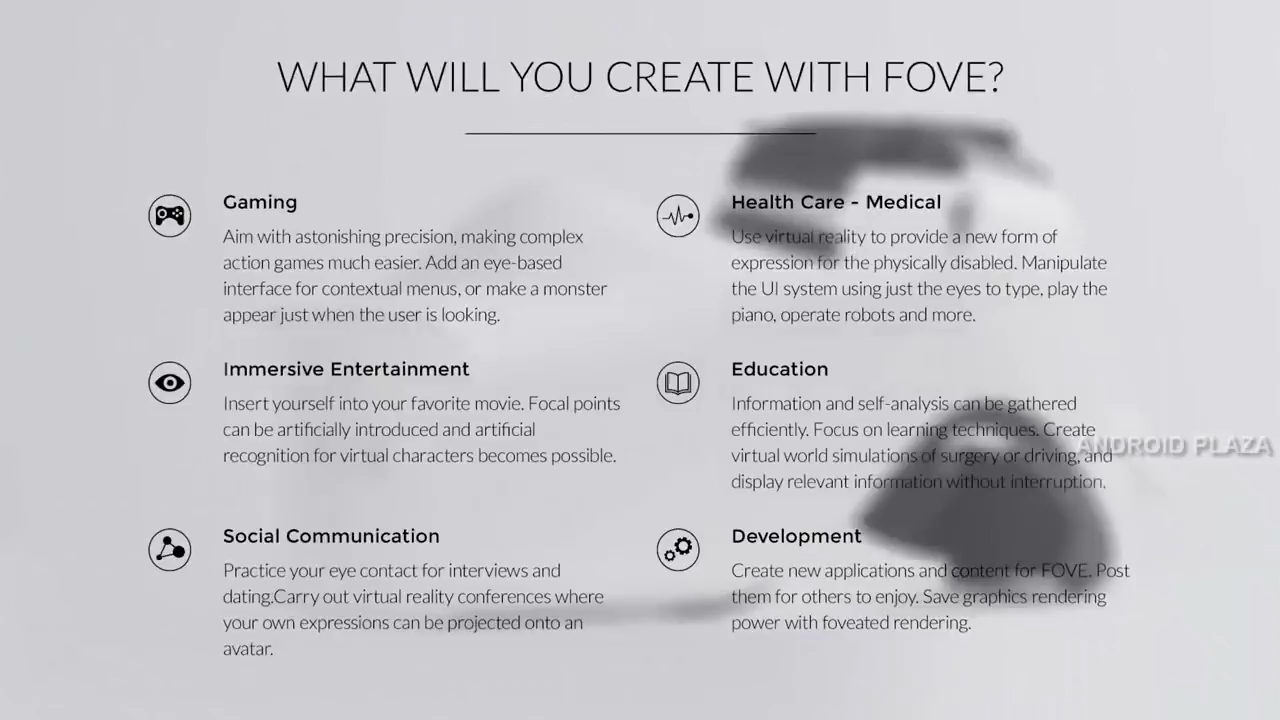 WHAT WILL YOU CREATE WITH FOVE?
Gaming
Aim with astonishing precision, making complex
action games much easier. Add an eye-based
interface for contextual menus, or make a monster
appear just when the user is looking.
Health Care - Medical
Use virtual reality to provide a new form of
expression for the physically disabled. Manipulate
the UI system using just the eyes to type, play the
piano, operate robots and more.
Immersive Entertainment
Insert yourself into your favorite movie. Focal points
can be artificially introduced and artificial
recognition for virtual characters becomes possible.
Education
Information and self-analysis can be gathered
efficiently. Focus on learning techniques. Create
virtual world simulations of surgery or driving, and
display relevant information without interruption.
ANDROID PLAZA
Social Communication
Practice your eye contact for interviews and
dating.Carry out virtual reality conferences where
your own expressions can be projected onto an
avatar.
Development
Create new applications and content for FOVE. Post
them for others to enjoy. Save graphics rendering
power with foveated rendering.